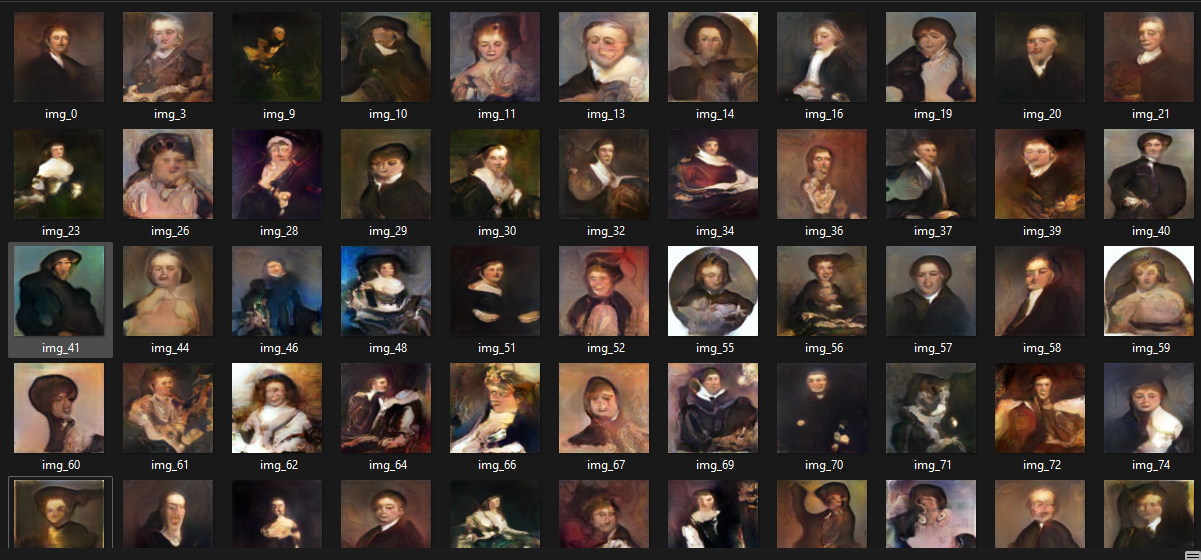 img_0 img_3 img_9 img_10 img_11 img_13 img_14 img_16 img_19 img_20 img_21
img_23 img_26 img_28 img_29 img_30 img_32 img_34 img_36 img_37 img_39 img_40
img_41 img_44 img_46 img_48 img_51 img_52 img_55 img_56 img_57 img_58 img_59
img_60 img_61 img_62 img_64 img_66 img_67 img_69 img_70 img_71 img_72 img_74